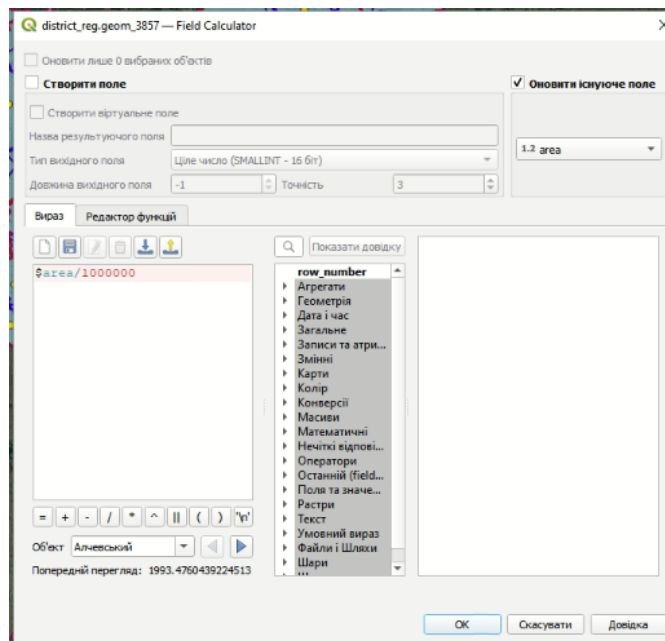 district_reg.geom_3857 — Field Calculator
Оновити лише 0 вибраних об'єктів
Створити поле
Оновити існуюче поле
Створити віртуальне поле
Назва результуючого поля
1.2 area
Тип вихідного поля
Ціле число (SMALLINT - 16 біт)
Довжина вихідного поля
-1
Точність
3
Вираз
Редактор функцій
Показати довідку
$area/1000000
row_number
Агрегати
Геометрія
Дата і час
Загальне
Записи та атри...
Змінні
Карти
Колір
Конверсії
Масиви
Математичні
Нечіткі відпові...
Оператори
Останній (field...
Поля та значе...
Растри
Текст
Умовний вираз
Файли і Шляхи
Шари
= + - / * ^ || ( ) '\n'
Об'єкт Алчевський
Попередній перегляд: 1993.4760439224513
OK
Скасувати
Довідка